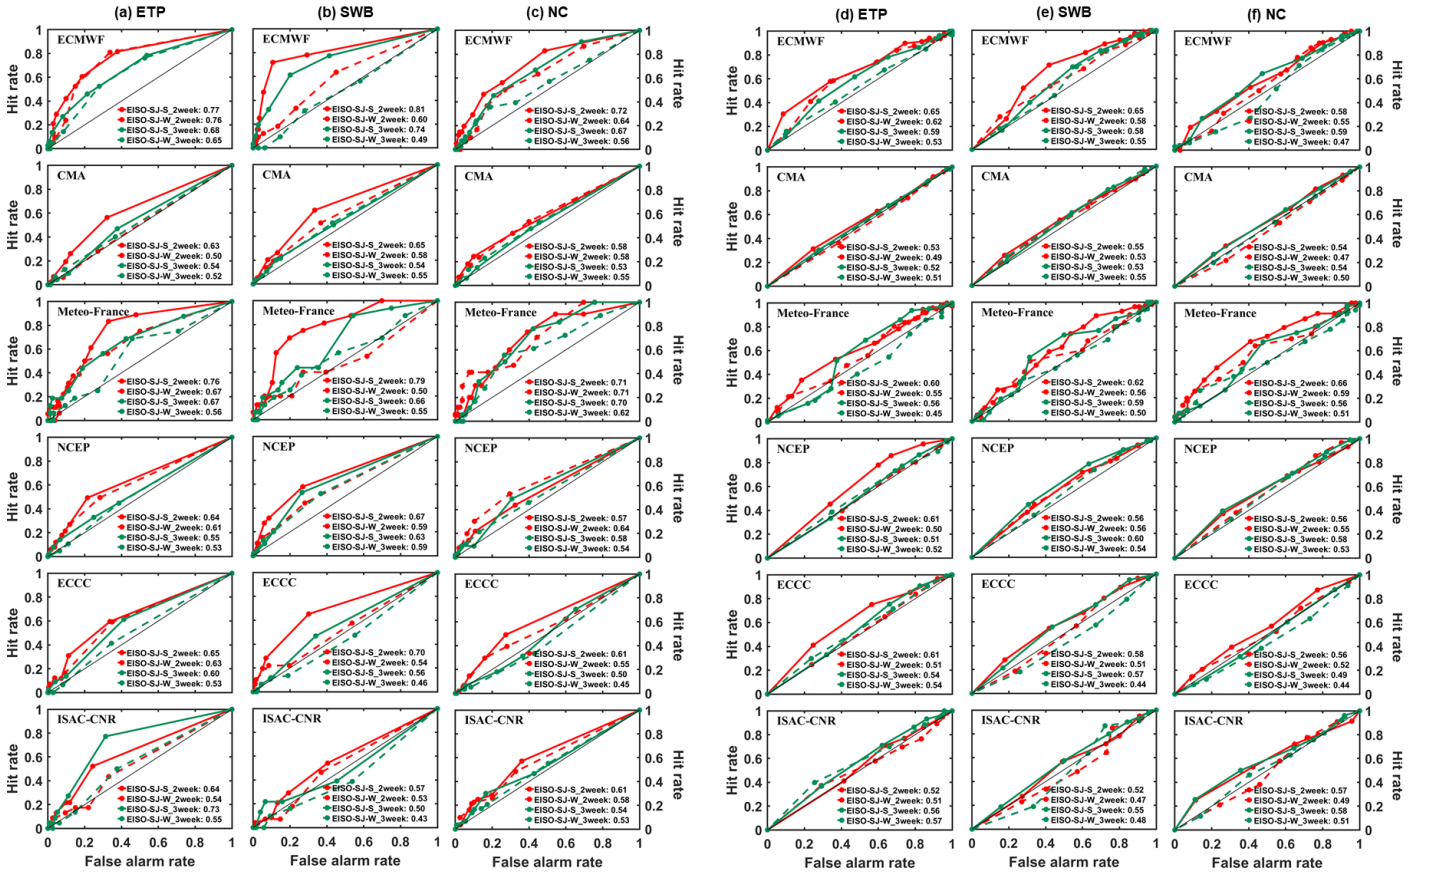 (a) ETP
(b) SWB
(c) NC
(d) ETP
(e) SWB
(f) NC
ECMWF
EISO-SJ-S_2week: 0.77
EISO-SJ-W_2week: 0.76
EISO-SJ-S_3week: 0.68
EISO-SJ-W_3week: 0.65
ECMWF
EISO-SJ-S_2week: 0.81
EISO-SJ-W_2week: 0.60
EISO-SJ-S_3week: 0.74
EISO-SJ-W_3week: 0.49
ECMWF
EISO-SJ-S_2week: 0.72
EISO-SJ-W_2week: 0.64
EISO-SJ-S_3week: 0.67
EISO-SJ-W_3week: 0.56
ECMWF
EISO-SJ-S_2week: 0.65
EISO-SJ-W_2week: 0.62
EISO-SJ-S_3week: 0.59
EISO-SJ-W_3week: 0.53
ECMWF
EISO-SJ-S_2week: 0.65
EISO-SJ-W_2week: 0.58
EISO-SJ-S_3week: 0.58
EISO-SJ-W_3week: 0.55
ECMWF
EISO-SJ-S_2week: 0.58
EISO-SJ-W_2week: 0.55
EISO-SJ-S_3week: 0.59
EISO-SJ-W_3week: 0.47
CMA
EISO-SJ-S_2week: 0.63
EISO-SJ-W_2week: 0.50
EISO-SJ-S_3week: 0.54
EISO-SJ-W_3week: 0.52
CMA
EISO-SJ-S_2week: 0.65
EISO-SJ-W_2week: 0.58
EISO-SJ-S_3week: 0.54
EISO-SJ-W_3week: 0.55
CMA
EISO-SJ-S_2week: 0.58
EISO-SJ-W_2week: 0.58
EISO-SJ-S_3week: 0.53
EISO-SJ-W_3week: 0.55
CMA
EISO-SJ-S_2week: 0.53
EISO-SJ-W_2week: 0.49
EISO-SJ-S_3week: 0.52
EISO-SJ-W_3week: 0.51
CMA
EISO-SJ-S_2week: 0.55
EISO-SJ-W_2week: 0.53
EISO-SJ-S_3week: 0.53
EISO-SJ-W_3week: 0.55
CMA
EISO-SJ-S_2week: 0.54
EISO-SJ-W_2week: 0.47
EISO-SJ-S_3week: 0.54
EISO-SJ-W_3week: 0.50
Meteo-France
EISO-SJ-S_2week: 0.76
EISO-SJ-W_2week: 0.67
EISO-SJ-S_3week: 0.67
EISO-SJ-W_3week: 0.56
Meteo-France
EISO-SJ-S_2week: 0.79
EISO-SJ-W_2week: 0.50
EISO-SJ-S_3week: 0.66
EISO-SJ-W_3week: 0.55
Meteo-France
EISO-SJ-S_2week: 0.71
EISO-SJ-W_2week: 0.71
EISO-SJ-S_3week: 0.70
EISO-SJ-W_3week: 0.62
Meteo-France
EISO-SJ-S_2week: 0.60
EISO-SJ-W_2week: 0.55
EISO-SJ-S_3week: 0.56
EISO-SJ-W_3week: 0.45
Meteo-France
EISO-SJ-S_2week: 0.62
EISO-SJ-W_2week: 0.56
EISO-SJ-S_3week: 0.59
EISO-SJ-W_3week: 0.50
Meteo-France
EISO-SJ-S_2week: 0.66
EISO-SJ-W_2week: 0.59
EISO-SJ-S_3week: 0.56
EISO-SJ-W_3week: 0.51
NCEP
EISO-SJ-S_2week: 0.64
EISO-SJ-W_2week: 0.61
EISO-SJ-S_3week: 0.55
EISO-SJ-W_3week: 0.53
NCEP
EISO-SJ-S_2week: 0.67
EISO-SJ-W_2week: 0.59
EISO-SJ-S_3week: 0.63
EISO-SJ-W_3week: 0.59
NCEP
EISO-SJ-S_2week: 0.57
EISO-SJ-W_2week: 0.64
EISO-SJ-S_3week: 0.58
EISO-SJ-W_3week: 0.54
NCEP
EISO-SJ-S_2week: 0.61
EISO-SJ-W_2week: 0.50
EISO-SJ-S_3week: 0.51
EISO-SJ-W_3week: 0.52
NCEP
EISO-SJ-S_2week: 0.56
EISO-SJ-W_2week: 0.56
EISO-SJ-S_3week: 0.60
EISO-SJ-W_3week: 0.54
NCEP
EISO-SJ-S_2week: 0.56
EISO-SJ-W_2week: 0.55
EISO-SJ-S_3week: 0.58
EISO-SJ-W_3week: 0.53
ECCC
EISO-SJ-S_2week: 0.65
EISO-SJ-W_2week: 0.63
EISO-SJ-S_3week: 0.60
EISO-SJ-W_3week: 0.53
ECCC
EISO-SJ-S_2week: 0.70
EISO-SJ-W_2week: 0.54
EISO-SJ-S_3week: 0.56
EISO-SJ-W_3week: 0.46
ECCC
EISO-SJ-S_2week: 0.61
EISO-SJ-W_2week: 0.55
EISO-SJ-S_3week: 0.50
EISO-SJ-W_3week: 0.45
ECCC
EISO-SJ-S_2week: 0.61
EISO-SJ-W_2week: 0.51
EISO-SJ-S_3week: 0.54
EISO-SJ-W_3week: 0.54
ECCC
EISO-SJ-S_2week: 0.58
EISO-SJ-W_2week: 0.51
EISO-SJ-S_3week: 0.57
EISO-SJ-W_3week: 0.44
ECCC
EISO-SJ-S_2week: 0.56
EISO-SJ-W_2week: 0.52
EISO-SJ-S_3week: 0.49
EISO-SJ-W_3week: 0.44
ISAC-CNR
EISO-SJ-S_2week: 0.64
EISO-SJ-W_2week: 0.54
EISO-SJ-S_3week: 0.73
EISO-SJ-W_3week: 0.55
ISAC-CNR
EISO-SJ-S_2week: 0.57
EISO-SJ-W_2week: 0.53
EISO-SJ-S_3week: 0.50
EISO-SJ-W_3week: 0.43
ISAC-CNR
EISO-SJ-S_2week: 0.61
EISO-SJ-W_2week: 0.58
EISO-SJ-S_3week: 0.54
EISO-SJ-W_3week: 0.53
ISAC-CNR
EISO-SJ-S_2week: 0.52
EISO-SJ-W_2week: 0.51
EISO-SJ-S_3week: 0.56
EISO-SJ-W_3week: 0.57
ISAC-CNR
EISO-SJ-S_2week: 0.52
EISO-SJ-W_2week: 0.47
EISO-SJ-S_3week: 0.55
EISO-SJ-W_3week: 0.48
ISAC-CNR
EISO-SJ-S_2week: 0.57
EISO-SJ-W_2week: 0.49
EISO-SJ-S_3week: 0.58
EISO-SJ-W_3week: 0.51
Hit rate
0 0.2 0.4 0.6 0.8 1
False alarm rate
False alarm rate
False alarm rate
False alarm rate
False alarm rate
False alarm rate